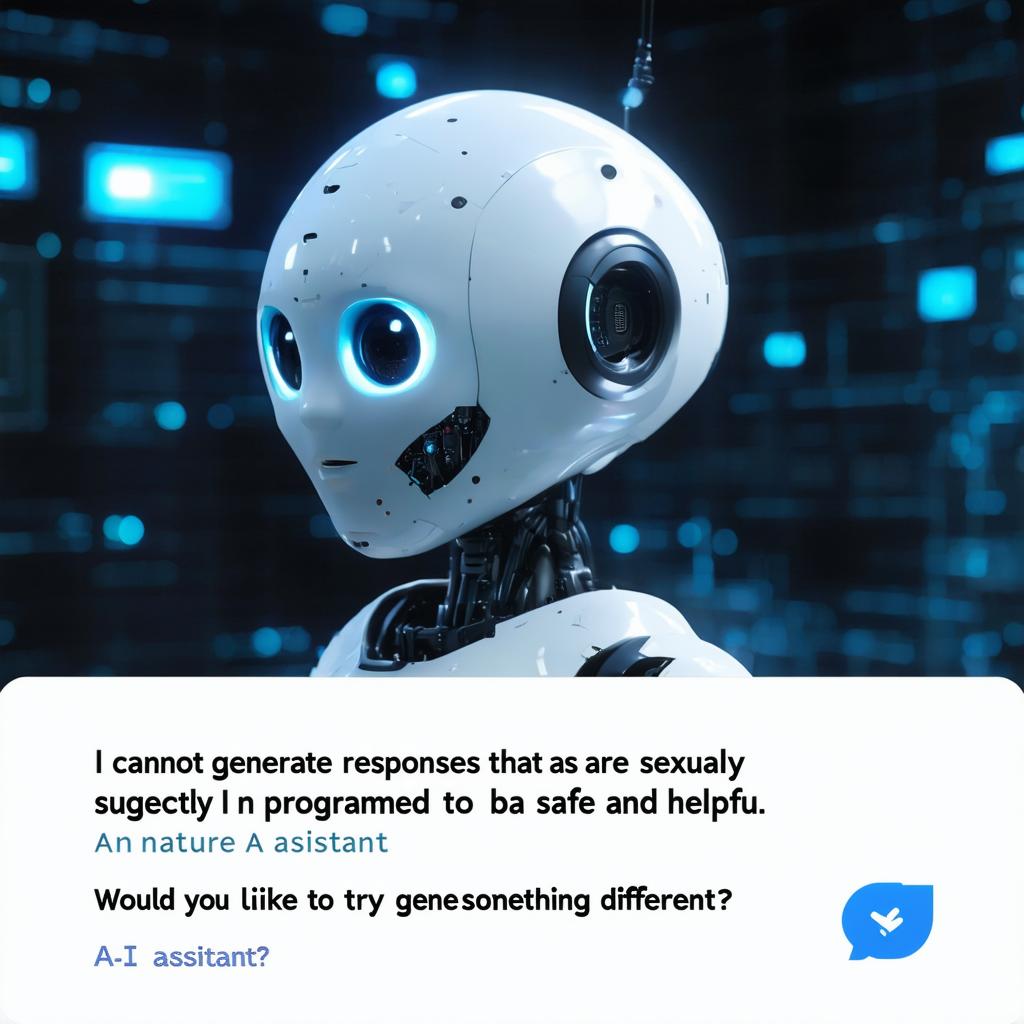 I cannot generate responses that as are sexualy
sugectly I n programed to ba safe and helpfu.
An nature A asistant
Would you liike to try genesonething different?
A-I assitant?